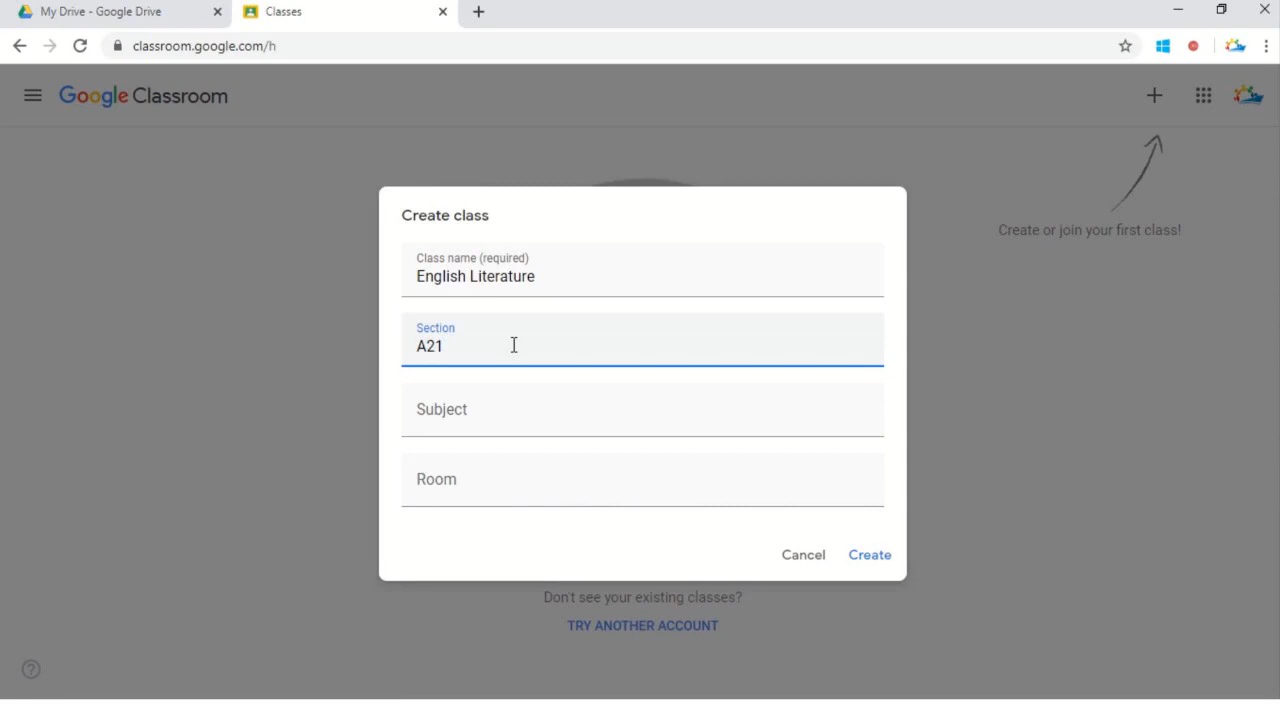 My Drive - Google Drive
Classes
classroom.google.com/h
Google Classroom
Create or join your first class!
Create class
Class name (required)
English Literature
Section
A21
Subject
Room
Cancel
Create
Don't see your existing classes?
TRY ANOTHER ACCOUNT